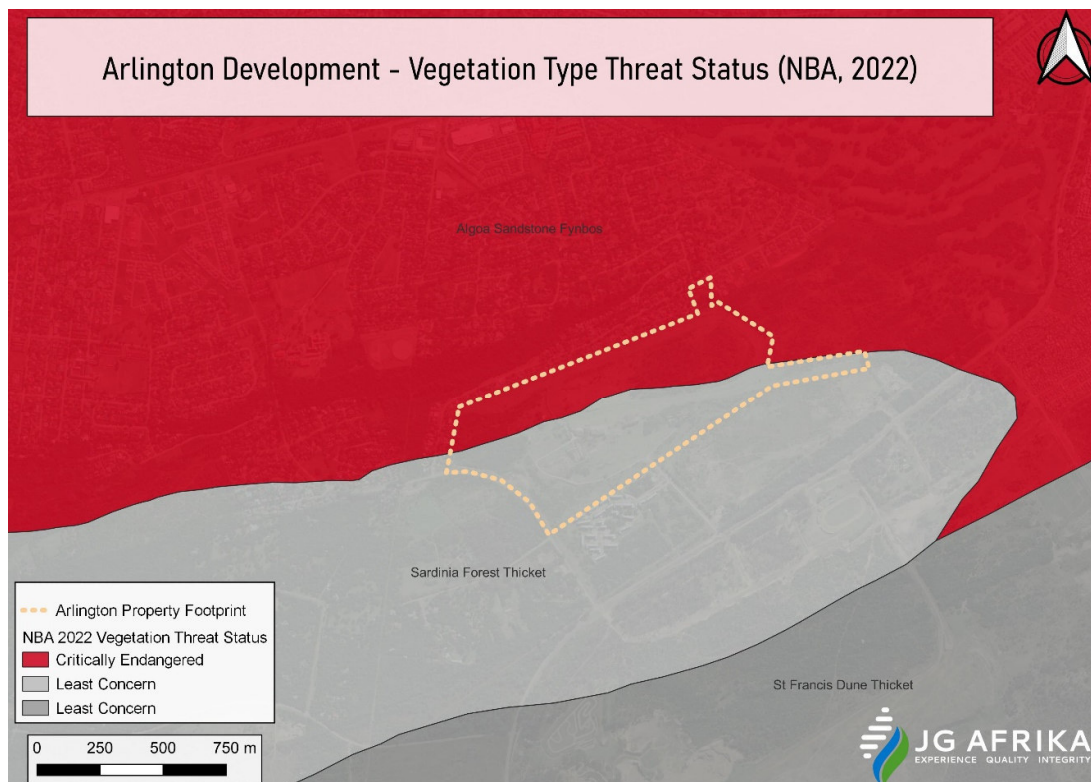 Arlington Development - Vegetation Type Threat Status (NBA, 2022)
Algoa Sandstone Fynbos
Sardinia Forest Thicket
St Francis Dune Thicket
Arlington Property Footprint
NBA 2022 Vegetation Threat Status
Critically Endangered
Least Concern
Least Concern
0 250 500 750 m
JG AFRIKA
EXPERIENCE QUALITY INTEGRITY